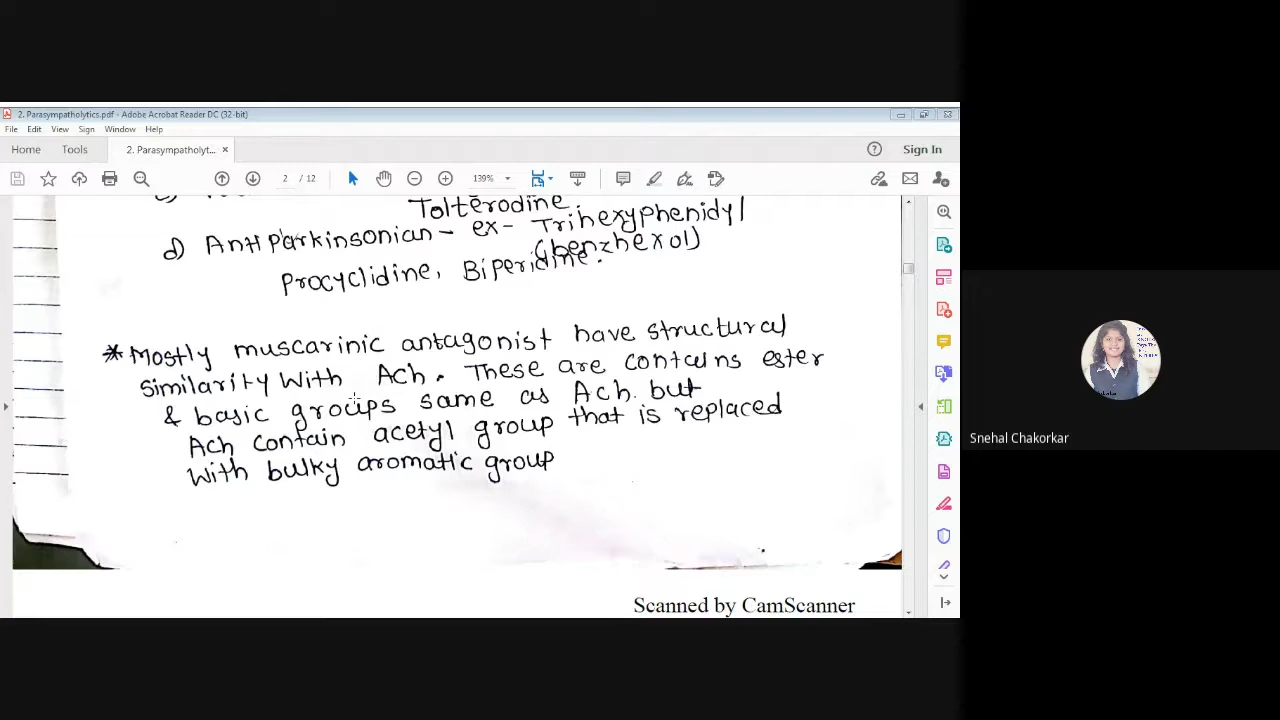 2. Parasympatholytics.pdf - Adobe Acrobat Reader DC (32-bit)
File Edit View Sign Window Help
Home Tools 2. Parasympatholyt... × Sign In
2 / 12 139%
Tolterodine.
d) Anti Parkinsonian - ex - Trihexyphenidyl
(benzhexol)
Procyclidine, Biperidine.
* Mostly muscarinic antagonist have structural
similarity With Ach. These are contains ester
& basic groups same as Ach. but
Ach contain acetyl group that is replaced
With bulky aromatic group
Scanned by CamScanner
Snehal Chakorkar